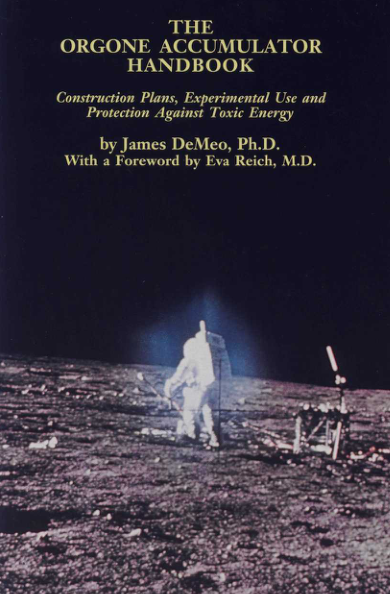 THE
ORGONE ACCUMULATOR
HANDBOOK
Construction Plans, Experimental Use and
Protection Against Toxic Energy
by James DeMeo, Ph.D.
With a Foreword by Eva Reich, M.D.